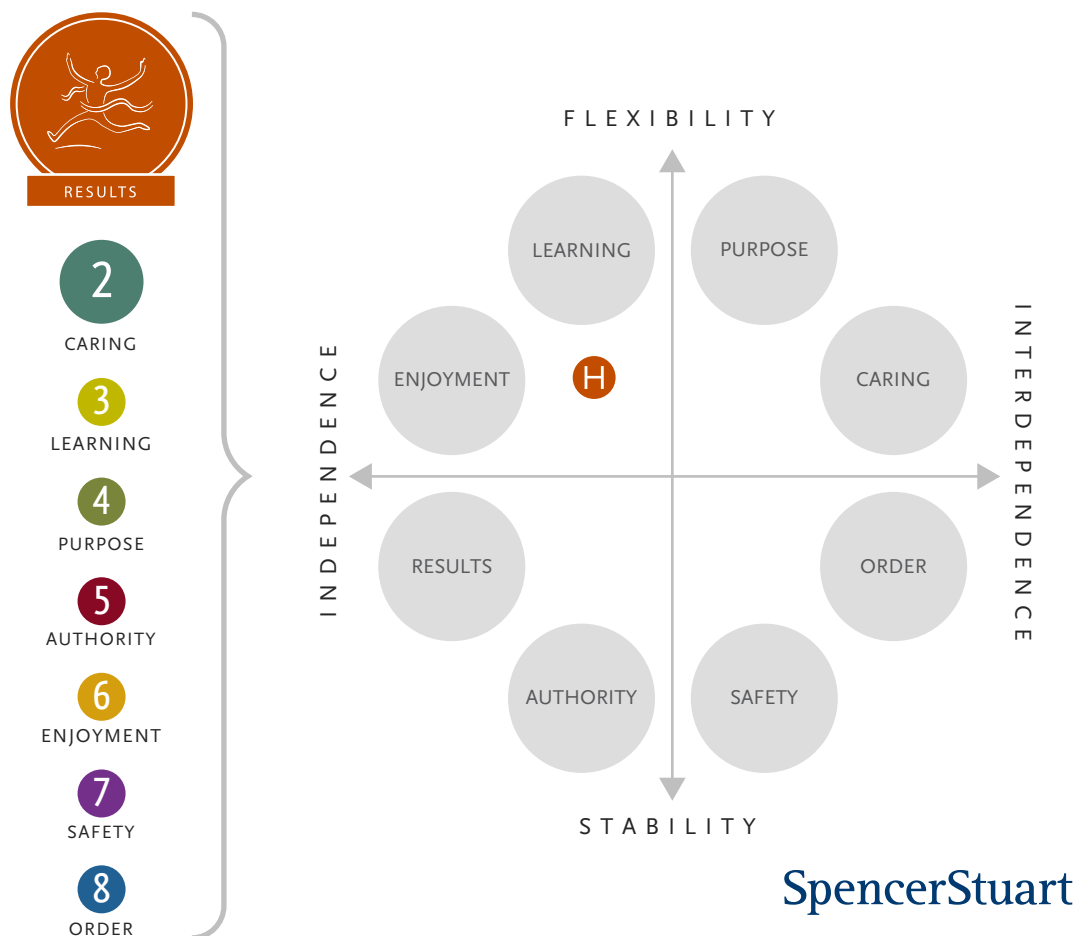 RESULTS
2
CARING
3
LEARNING
4
PURPOSE
5
AUTHORITY
6
ENJOYMENT
7
SAFETY
8
ORDER
FLEXIBILITY
LEARNING
PURPOSE
ENJOYMENT
H
CARING
INDEPENDENCE
INTERDEPENDENCE
RESULTS
ORDER
AUTHORITY
SAFETY
STABILITY
SpencerStuart